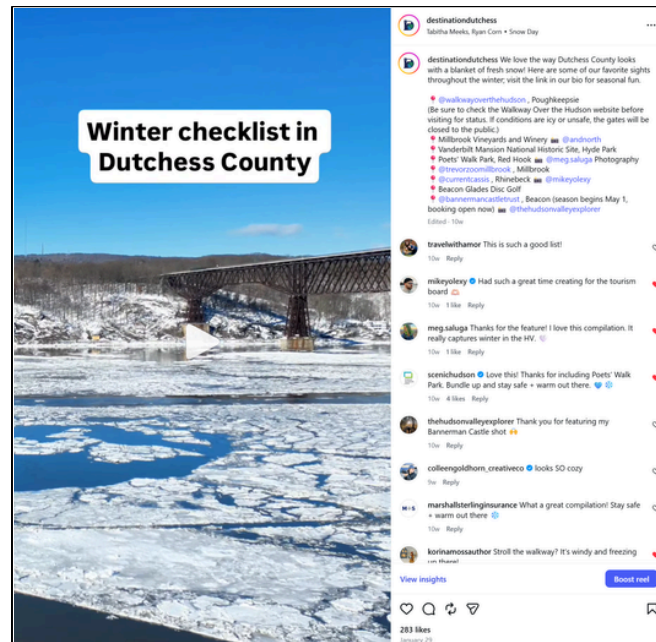 Winter checklist in
Dutchess County
destinationdutchess
Tabitha Meeks, Ryan Corn • Snow Day
destinationdutchess We love the way Dutchess County looks
with a blanket of fresh snow! Here are some of our favorite sights
throughout the winter; visit the link in our bio for seasonal fun.
📍 @walkwayoverthehudson , Poughkeepsie
(Be sure to check the Walkway Over the Hudson website before
visiting for status. If conditions are icy or unsafe, the gates will be
closed to the public.)
📍 Millbrook Vineyards and Winery 📷 @andnorth
📍 Vanderbilt Mansion National Historic Site, Hyde Park
📍 Poets' Walk Park, Red Hook 📷 @meg.saluga Photography
📍 @trevorzoomillbrook , Millbrook
📍 @currentcassis , Rhinebeck 📷 @mikeyolexy
📍 Beacon Glades Disc Golf
📍 @bannermancastletrust , Beacon (season begins May 1,
booking open now) 📷 @thehudsonvalleyexplorer
Edited · 10w
travelwithamor This is such a good list!
10w Reply
mikeyolexy Had such a great time creating for the tourism
board
10w 1 like Reply
meg.saluga Thanks for the feature! I love this compilation. It
really captures winter in the HV.
10w 1 like Reply
scenichudson Love this! Thanks for including Poets' Walk
Park. Bundle up and stay safe + warm out there. 💙 ❄️
10w 4 likes Reply
thehudsonvalleyexplorer Thank you for featuring my
Bannerman Castle shot 🙌
10w Reply
colleengoldhorn_creativeco looks SO cozy
9w Reply
marshallsterlinginsurance What a great compilation! Stay safe
+ warm out there ❄️
10w Reply
korinamossauthor Stroll the walkway? It's windy and freezing
up there!
View insights
Boost reel
283 likes
January 29